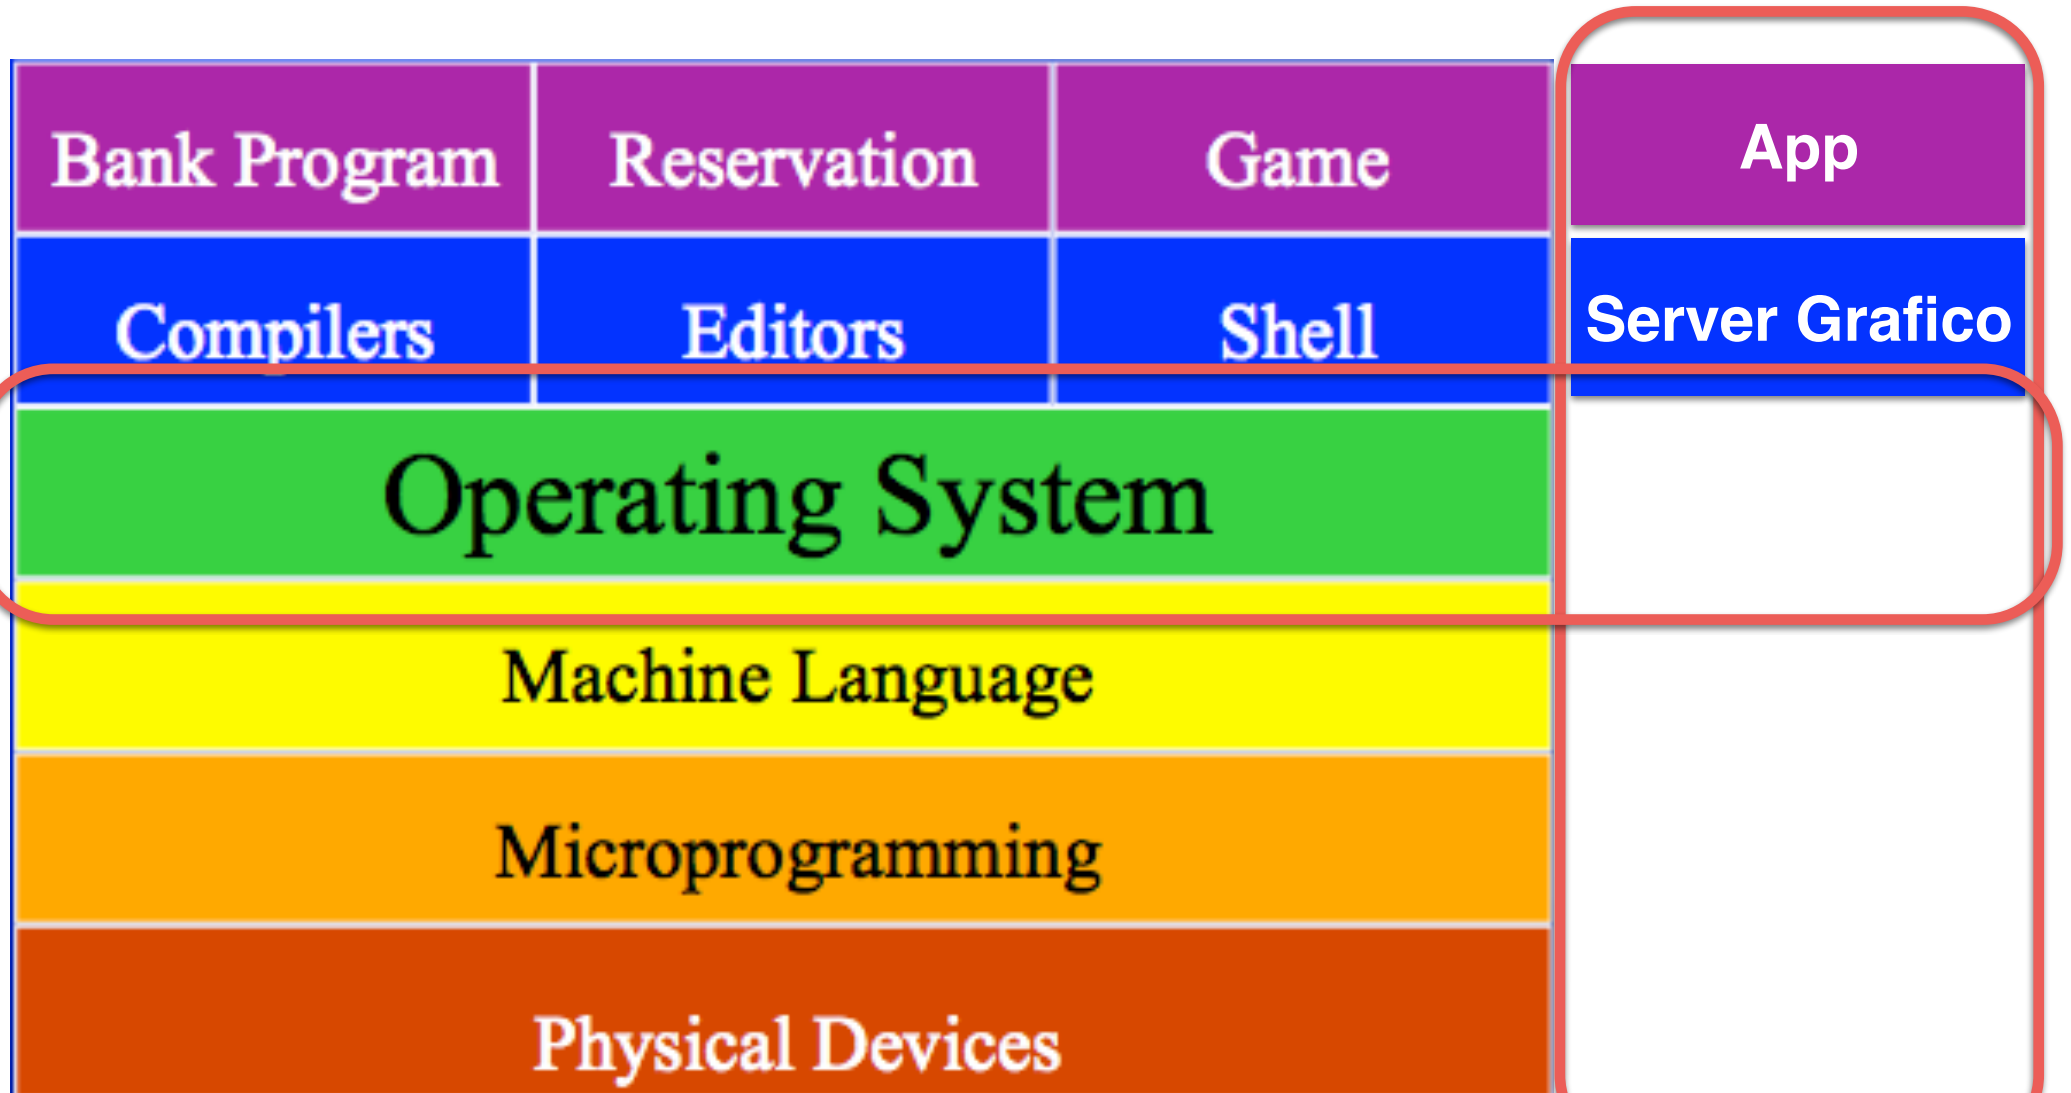 Bank Program
Reservation
Game
App
Compilers
Editors
Shell
Server Grafico
Operating System
Machine Language
Microprogramming
Physical Devices